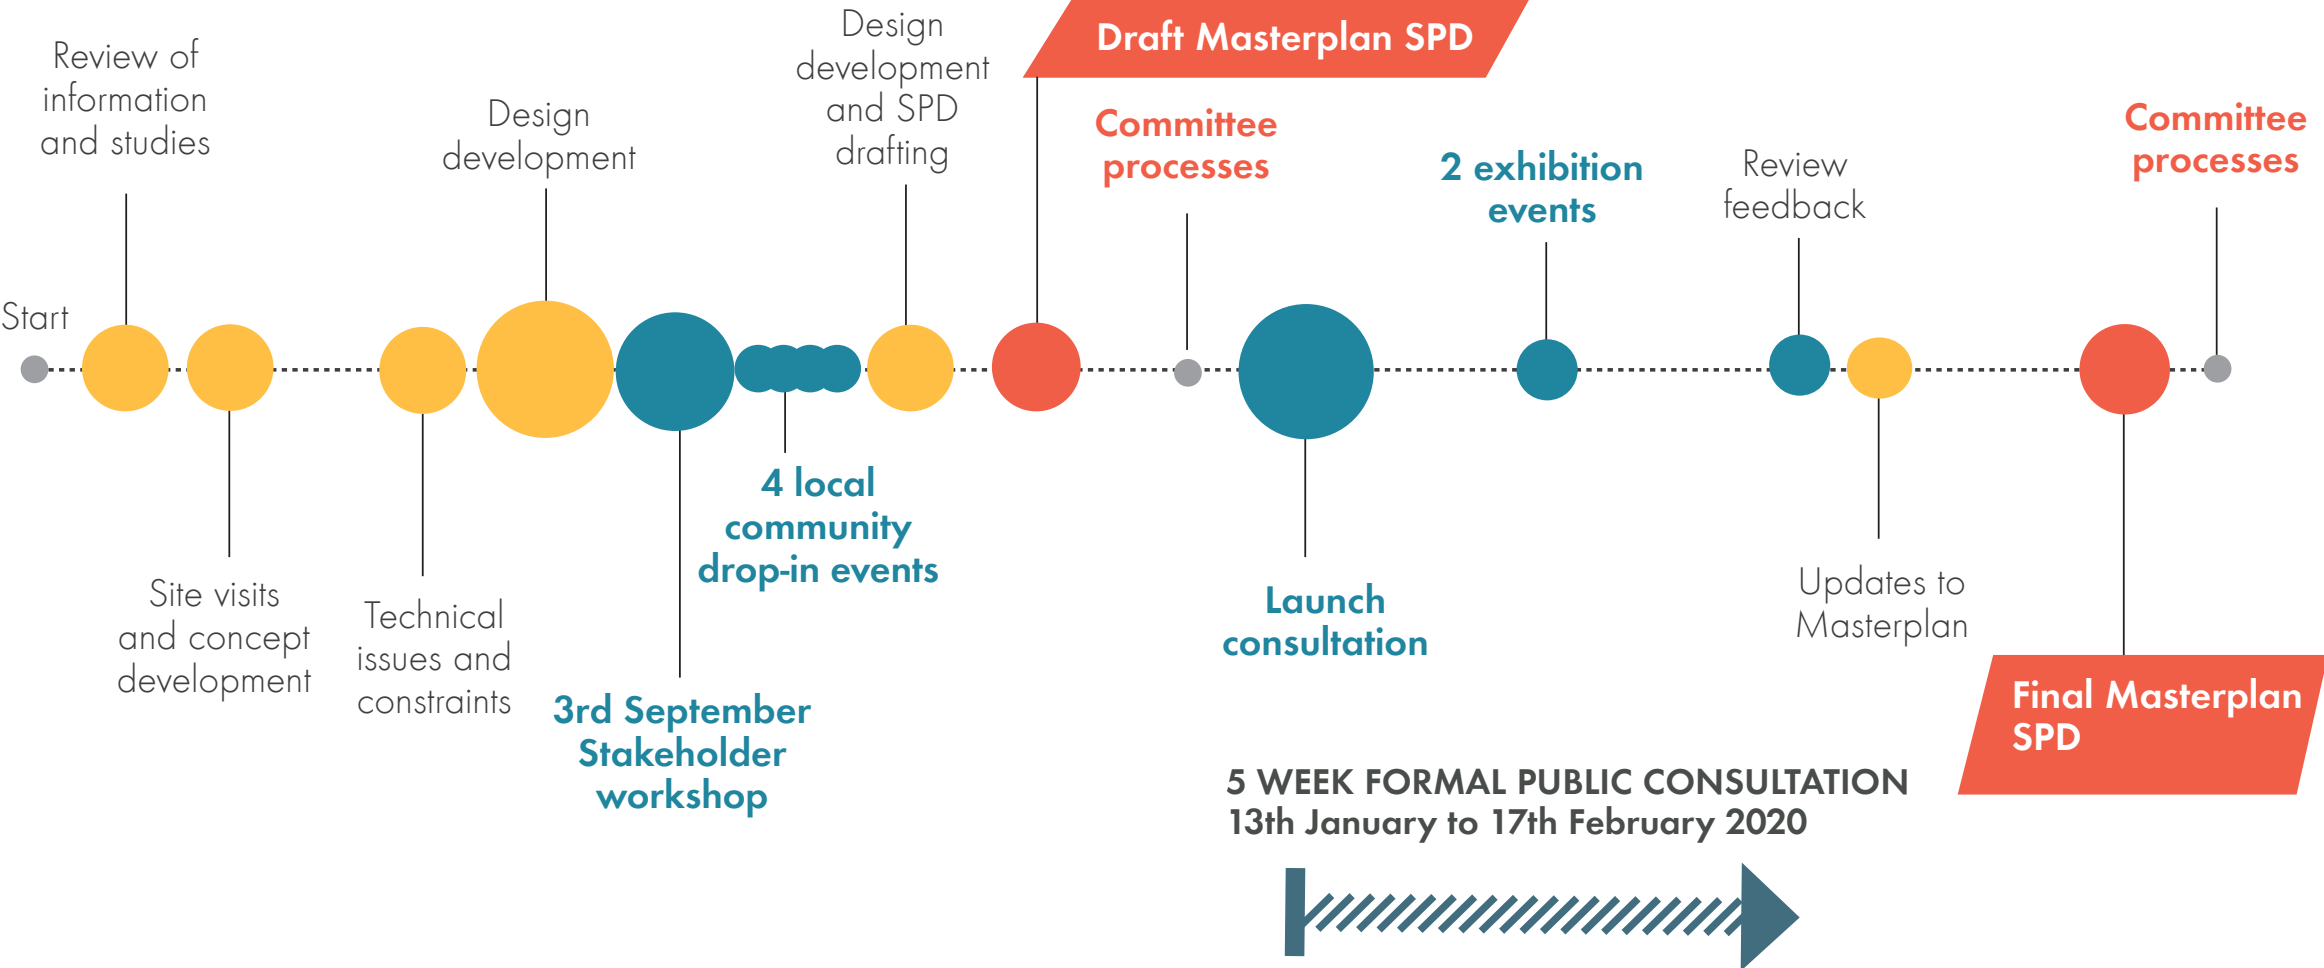 Start
Review of
information
and studies
Site visits
and concept
development
Technical
issues and
constraints
Design
development
3rd September
Stakeholder
workshop
4 local
community
drop-in events
Design
development
and SPD
drafting
Draft Masterplan SPD
Committee
processes
Launch
consultation
2 exhibition
events
Review
feedback
Updates to
Masterplan
Final Masterplan
SPD
Committee
processes
5 WEEK FORMAL PUBLIC CONSULTATION
13th January to 17th February 2020